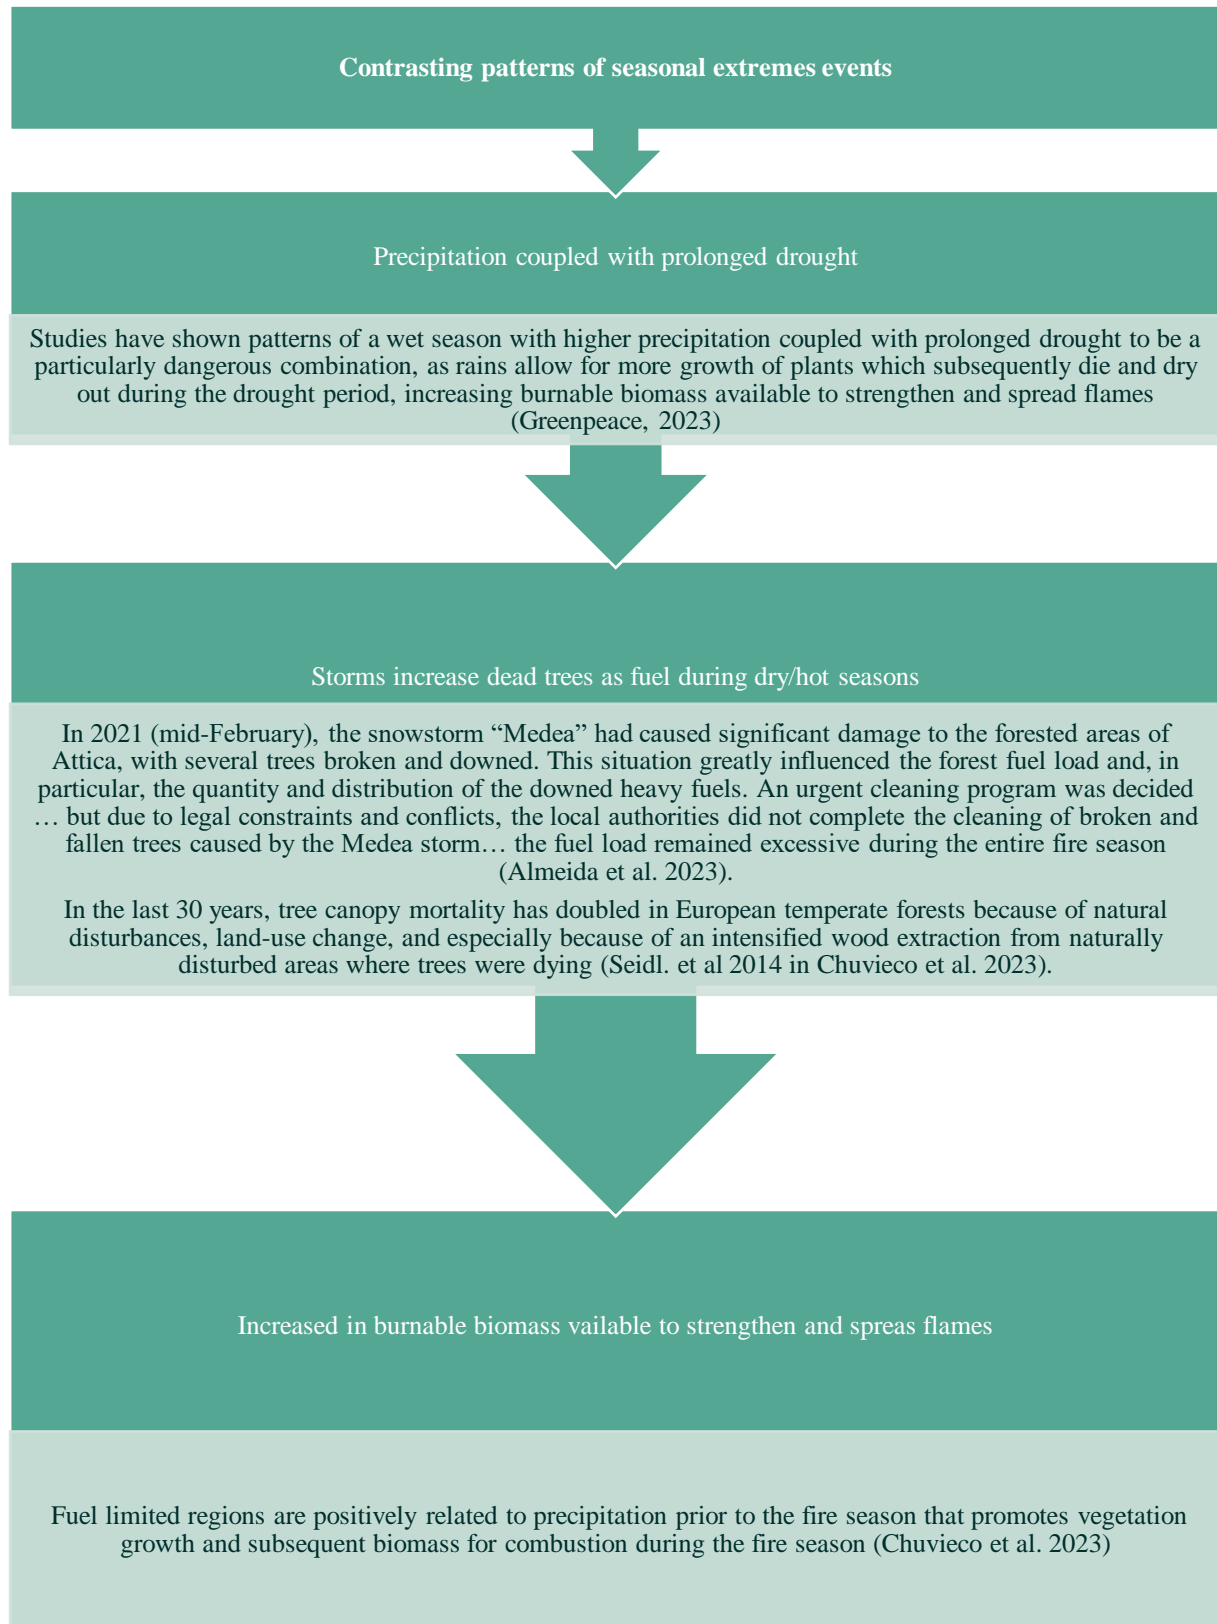 Contrasting patterns of seasonal extremes events
Precipitation coupled with prolonged drought
Studies have shown patterns of a wet season with higher precipitation coupled with prolonged drought to be a
particularly dangerous combination, as rains allow for more growth of plants which subsequently die and dry
out during the drought period, increasing burnable biomass available to strengthen and spread flames
(Greenpeace, 2023)
Storms increase dead trees as fuel during dry/hot seasons
In 2021 (mid-February), the snowstorm “Medea” had caused significant damage to the forested areas of
Attica, with several trees broken and downed. This situation greatly influenced the forest fuel load and, in
particular, the quantity and distribution of the downed heavy fuels. An urgent cleaning program was decided
… but due to legal constraints and conflicts, the local authorities did not complete the cleaning of broken and
fallen trees caused by the Medea storm… the fuel load remained excessive during the entire fire season
(Almeida et al. 2023).
In the last 30 years, tree canopy mortality has doubled in European temperate forests because of natural
disturbances, land-use change, and especially because of an intensified wood extraction from naturally
disturbed areas where trees were dying (Seidl. et al 2014 in Chuvieco et al. 2023).
Increased in burnable biomass vailable to strengthen and spreas flames
Fuel limited regions are positively related to precipitation prior to the fire season that promotes vegetation
growth and subsequent biomass for combustion during the fire season (Chuvieco et al. 2023)